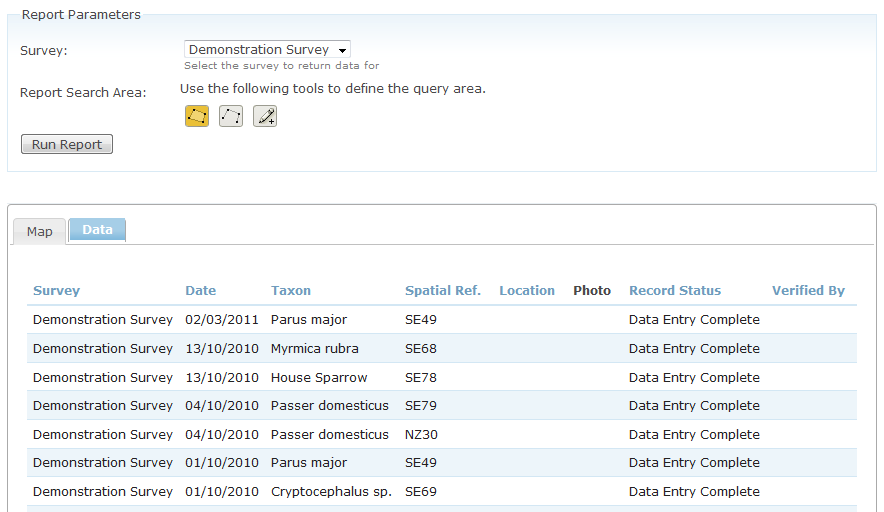 Report Parameters
Survey: Demonstration Survey
Select the survey to return data for
Report Search Area: Use the following tools to define the query area.
Run Report
Map Data
Survey Date Taxon Spatial Ref. Location Photo Record Status Verified By
Demonstration Survey 02/03/2011 Parus major SE49 Data Entry Complete
Demonstration Survey 13/10/2010 Myrmica rubra SE68 Data Entry Complete
Demonstration Survey 13/10/2010 House Sparrow SE78 Data Entry Complete
Demonstration Survey 04/10/2010 Passer domesticus SE79 Data Entry Complete
Demonstration Survey 04/10/2010 Passer domesticus NZ30 Data Entry Complete
Demonstration Survey 01/10/2010 Parus major SE49 Data Entry Complete
Demonstration Survey 01/10/2010 Cryptocephalus sp. SE69 Data Entry Complete